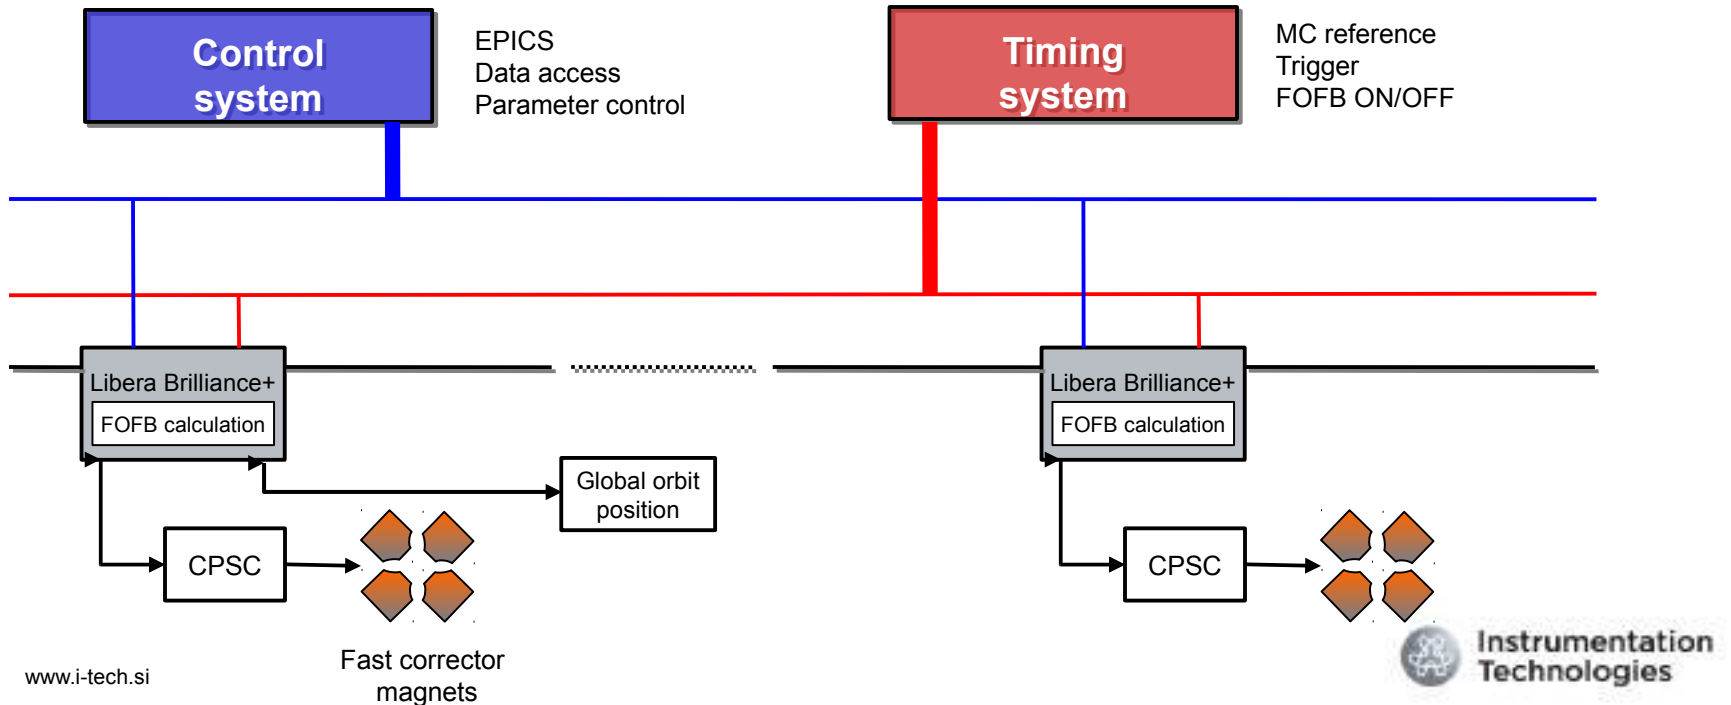 Control
system
EPICS
Data access
Parameter control
Timing
system
MC reference
Trigger
FOFB ON/OFF
Libera Brilliance+
FOFB calculation
Libera Brilliance+
FOFB calculation
Global orbit
position
CPSC
CPSC
Fast corrector
magnets
www.i-tech.si
Instrumentation
Technologies